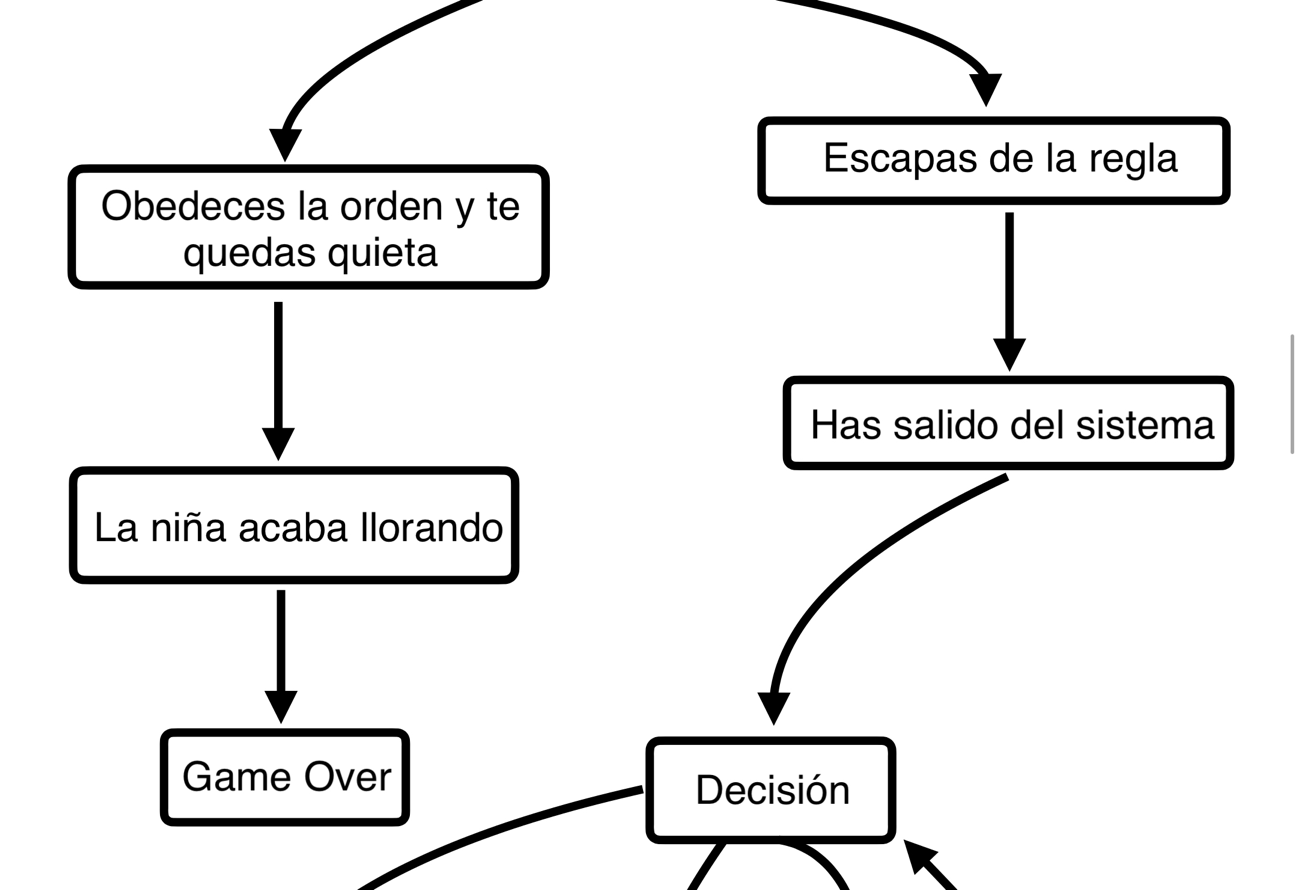 Obedeces la orden y te
quedas quieta
La niña acaba llorando
Game Over
Escapas de la regla
Has salido del sistema
Decisión